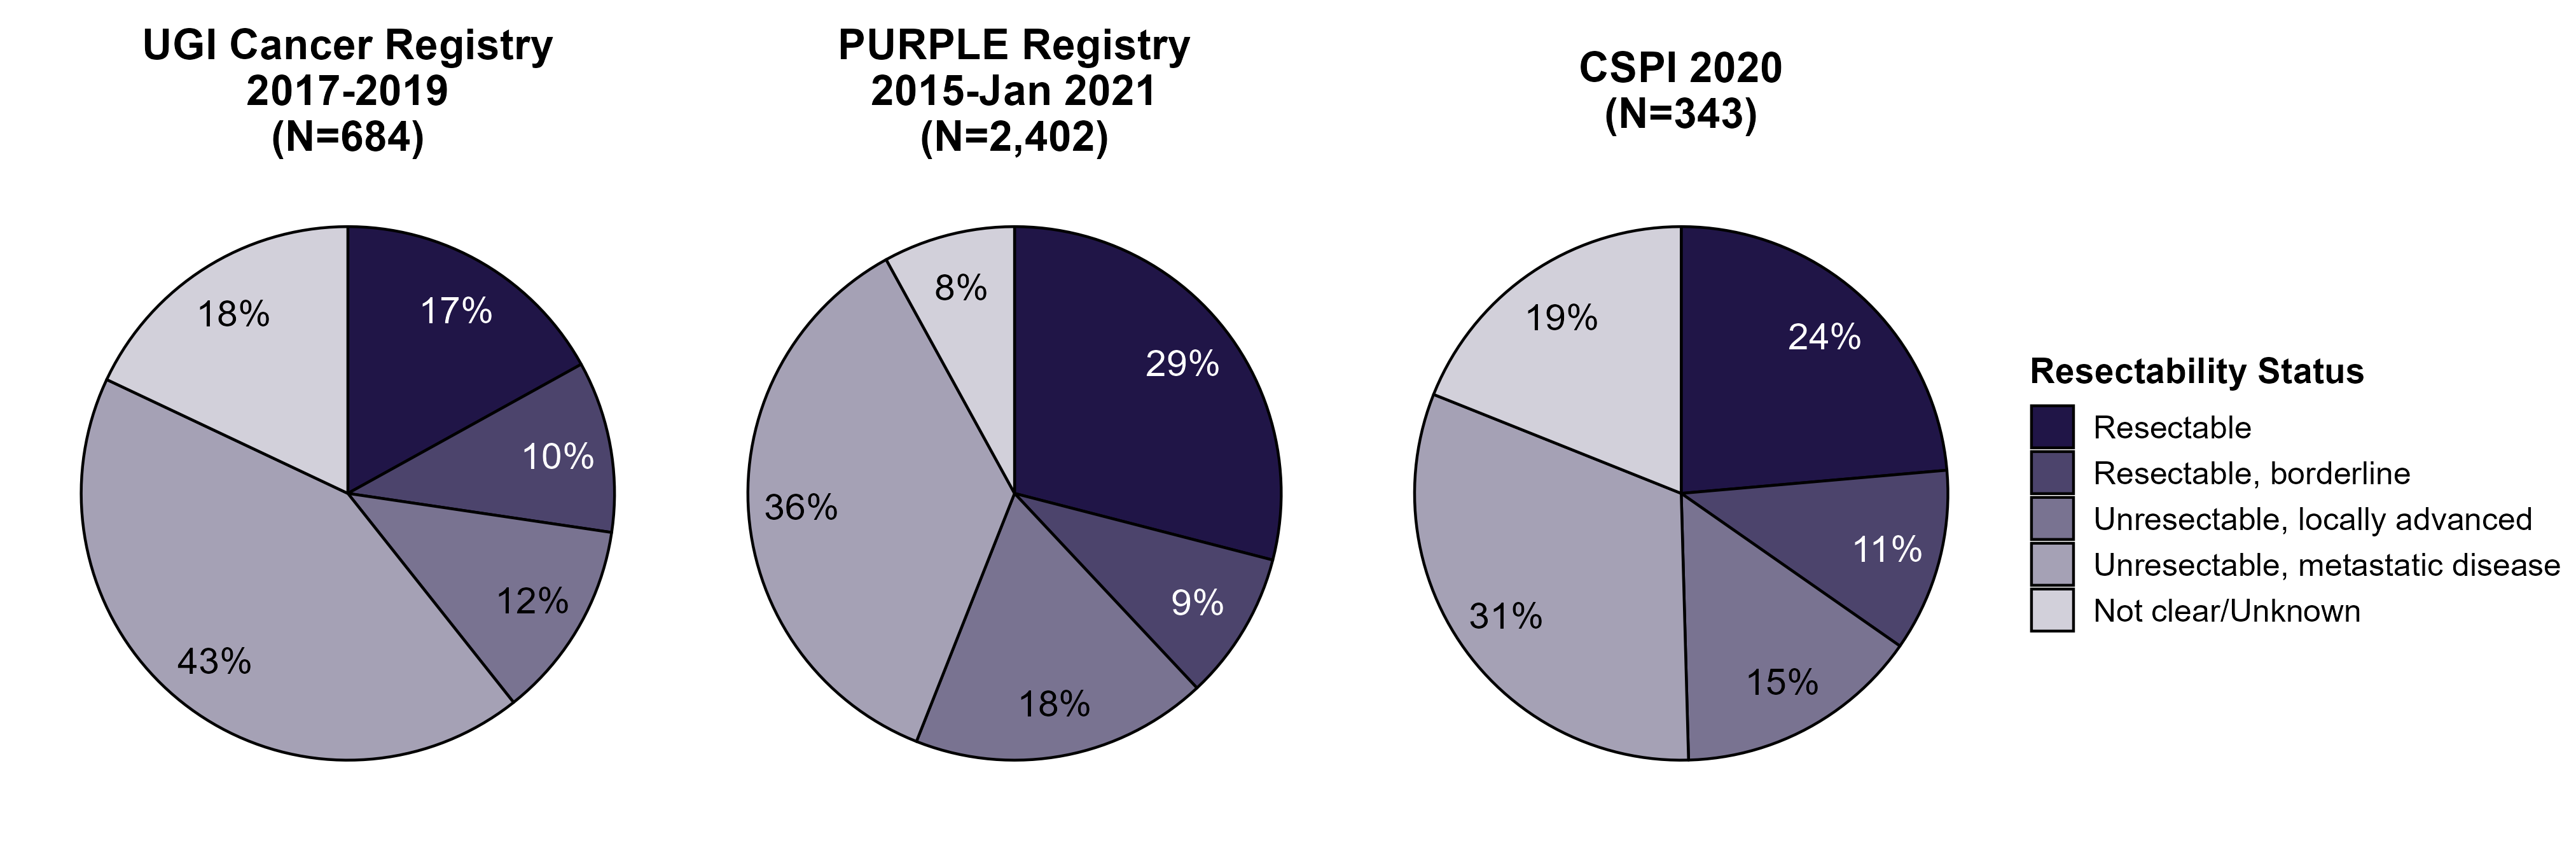 UGI Cancer Registry
2017-2019
(N=684)
PURPLE Registry
2015-Jan 2021
(N=2,402)
CSPI 2020
(N=343)
17%
10%
12%
43%
18%
29%
9%
18%
36%
8%
24%
11%
15%
31%
19%
Resectability Status
Resectable
Resectable, borderline
Unresectable, locally advanced
Unresectable, metastatic disease
Not clear/Unknown